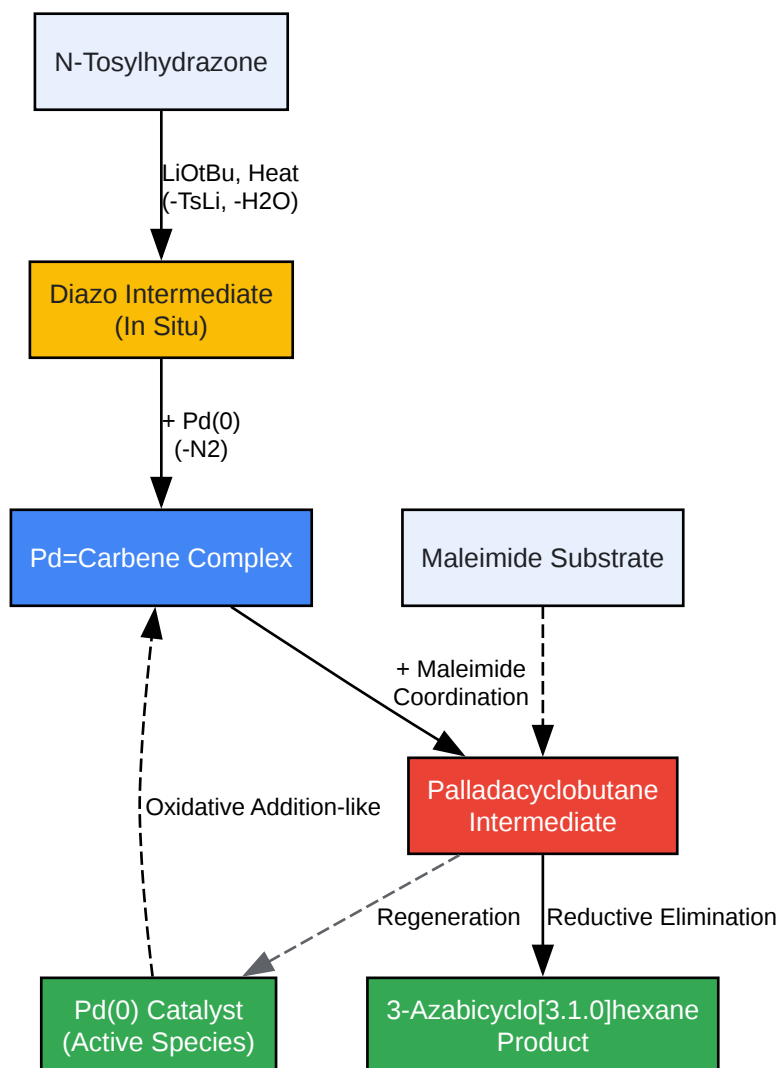 N-Tosylhydrazone
LiOtBu, Heat
(-TsLi, -H2O)
Diazo Intermediate
(In Situ)
+ Pd(0)
(-N2)
Pd=Carbene Complex
Maleimide Substrate
+ Maleimide
Coordination
Palladacyclobutane
Intermediate
Oxidative Addition-like
Regeneration
Reductive Elimination
Pd(0) Catalyst
(Active Species)
3-Azabicyclo[3.1.0]hexane
Product